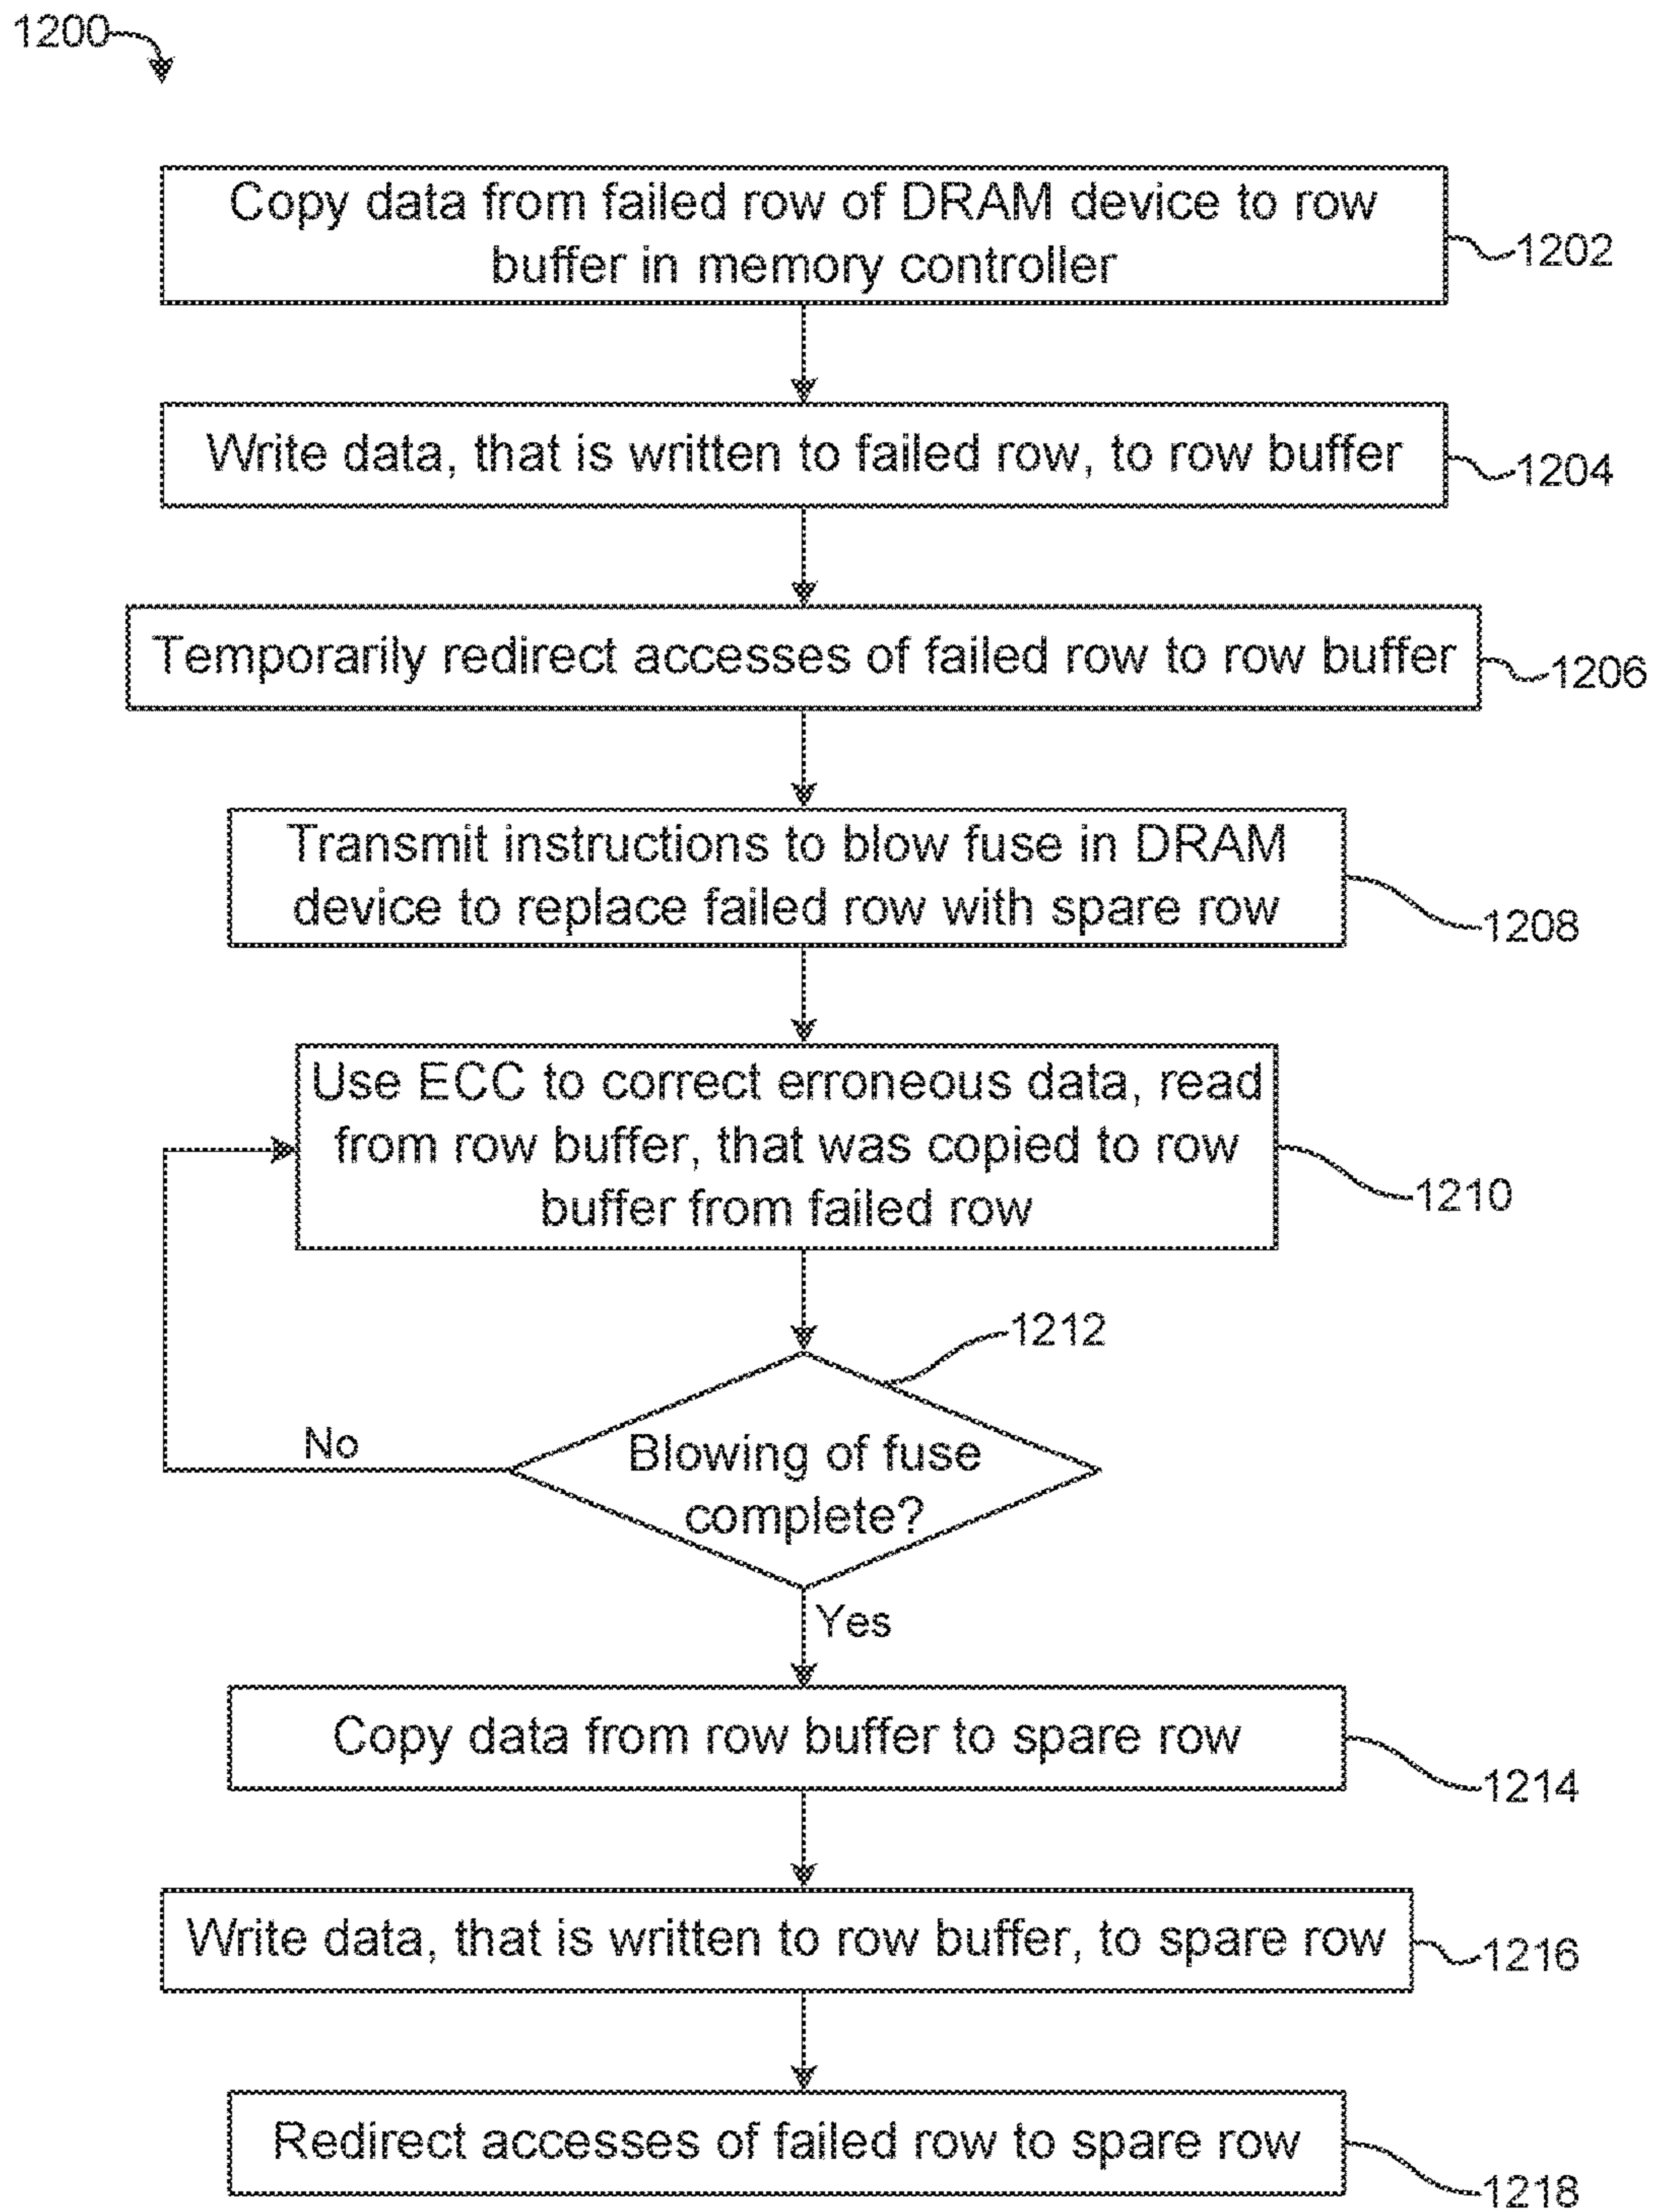 1200
Copy data from failed row of DRAM device to row
buffer in memory controller
1202
Write data, that is written to failed row, to row buffer
1204
Temporarily redirect accesses of failed row to row buffer
1206
Transmit instructions to blow fuse in DRAM
device to replace failed row with spare row
1208
Use ECC to correct erroneous data, read
from row buffer, that was copied to row
buffer from failed row
1210
1212
No
Blowing of fuse
complete?
Yes
Copy data from row buffer to spare row
1214
Write data, that is written to row buffer, to spare row
1216
Redirect accesses of failed row to spare row
1218